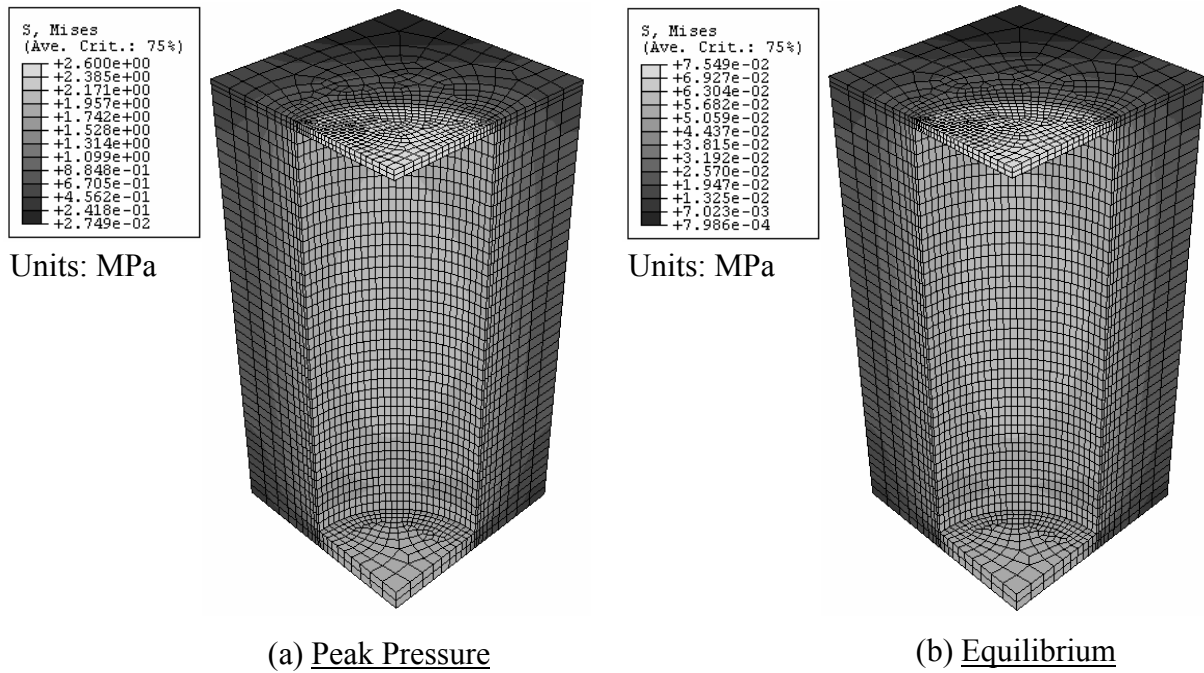 S, Mises
(Ave. Crit.: 75%)
+2.600e+00
+2.385e+00
+2.171e+00
+1.957e+00
+1.742e+00
+1.528e+00
+1.314e+00
+1.099e+00
+8.848e-01
+6.705e-01
+4.562e-01
+2.418e-01
+2.749e-02
Units: MPa
(a) Peak Pressure
S, Mises
(Ave. Crit.: 75%)
+7.549e-02
+6.927e-02
+6.304e-02
+5.682e-02
+5.059e-02
+4.437e-02
+3.815e-02
+3.192e-02
+2.570e-02
+1.947e-02
+1.325e-02
+7.023e-03
+7.986e-04
Units: MPa
(b) Equilibrium